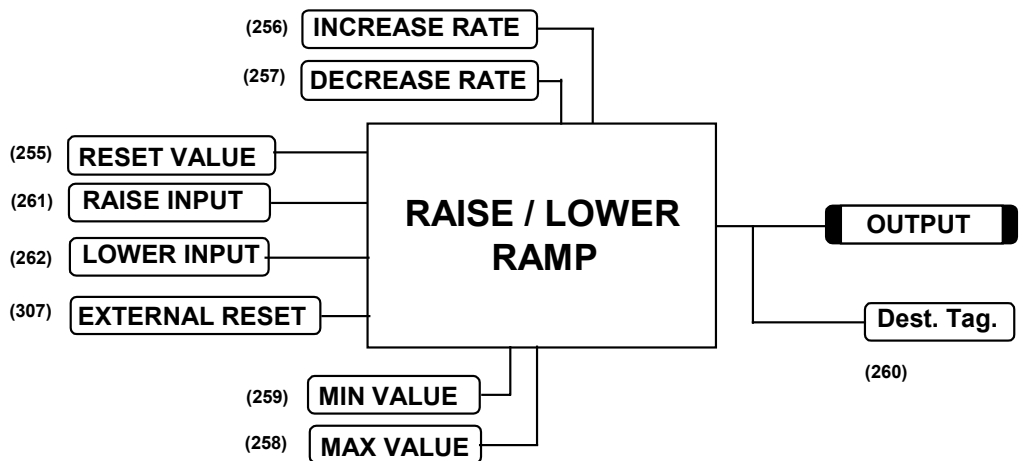 (256) INCREASE RATE
(257) DECREASE RATE
(255) RESET VALUE
(261) RAISE INPUT
(262) LOWER INPUT
(307) EXTERNAL RESET
RAISE / LOWER
RAMP
OUTPUT
Dest. Tag.
(260)
(259) MIN VALUE
(258) MAX VALUE